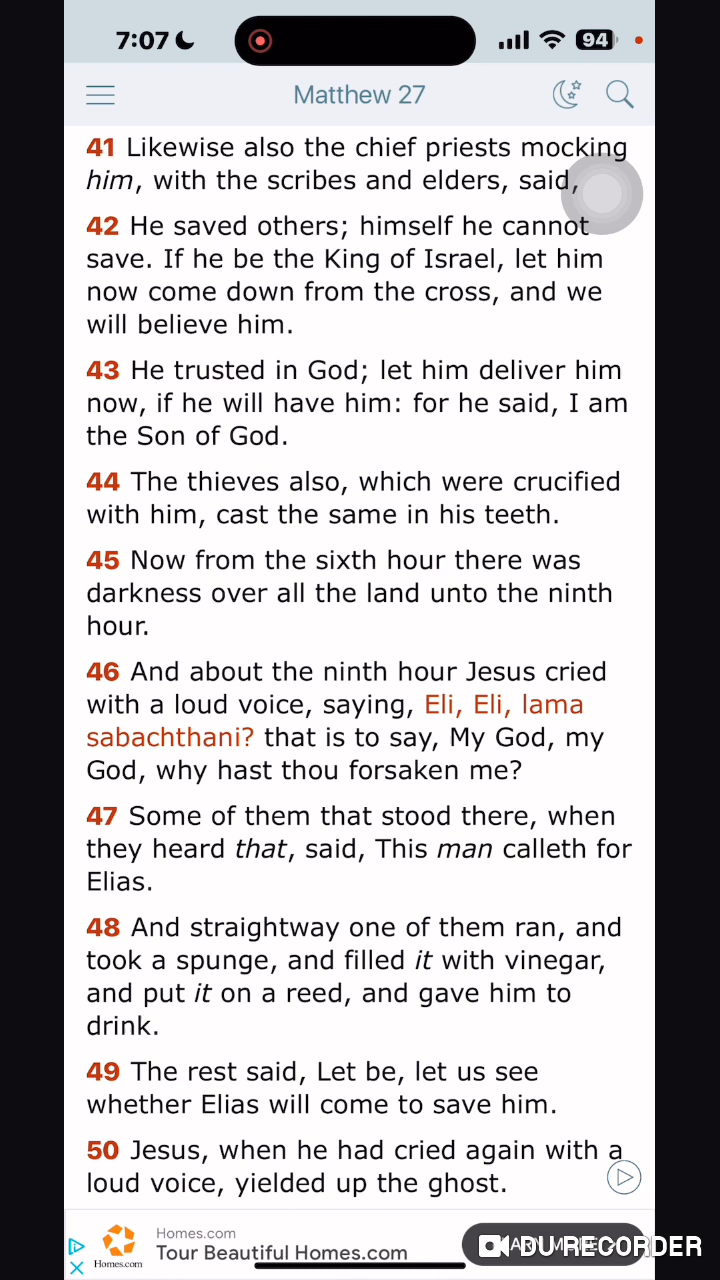 7:07
94
Matthew 27
41 Likewise also the chief priests mocking
him, with the scribes and elders, said,
42 He saved others; himself he cannot
save. If he be the King of Israel, let him
now come down from the cross, and we
will believe him.
43 He trusted in God; let him deliver him
now, if he will have him: for he said, I am
the Son of God.
44 The thieves also, which were crucified
with him, cast the same in his teeth.
45 Now from the sixth hour there was
darkness over all the land unto the ninth
hour.
46 And about the ninth hour Jesus cried
with a loud voice, saying, Eli, Eli, lama
sabachthani? that is to say, My God, my
God, why hast thou forsaken me?
47 Some of them that stood there, when
they heard that, said, This man calleth for
Elias.
48 And straightway one of them ran, and
took a spunge, and filled it with vinegar,
and put it on a reed, and gave him to
drink.
49 The rest said, Let be, let us see
whether Elias will come to save him.
50 Jesus, when he had cried again with a
loud voice, yielded up the ghost.
Homes.com
Homes.com
Tour Beautiful Homes.com
DU RECORDER